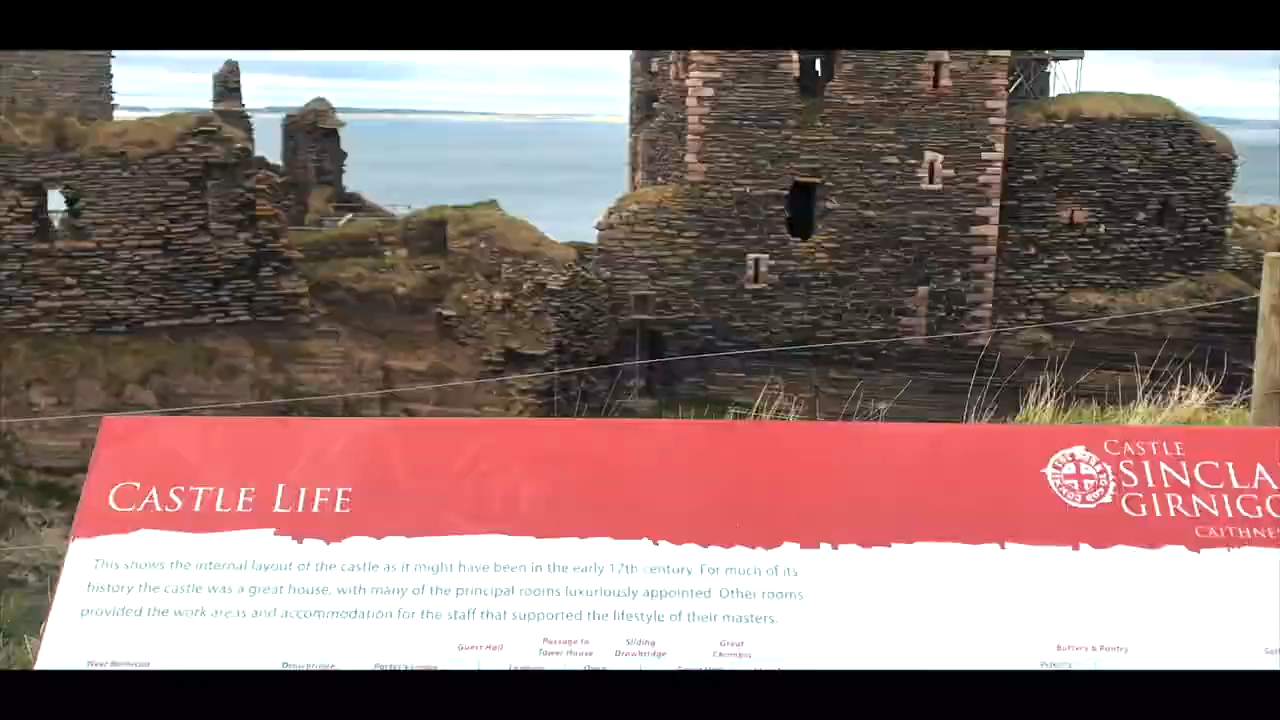 CASTLE LIFE
CASTLE
SINCLA
GIRNIGO
CAITHNE
This shows the internal layout of the castle as it might have been in the early 17th century. For much of its
history the castle was a great house, with many of the principal rooms luxuriously appointed. Other rooms
provided the work areas and accommodation for the staff that supported the lifestyle of their masters.
Guest Hall
Passage to
Tower House
Sliding
Drawbridge
Great
Chamber
Buttery & Pantry
West Barbican
Drawbridge